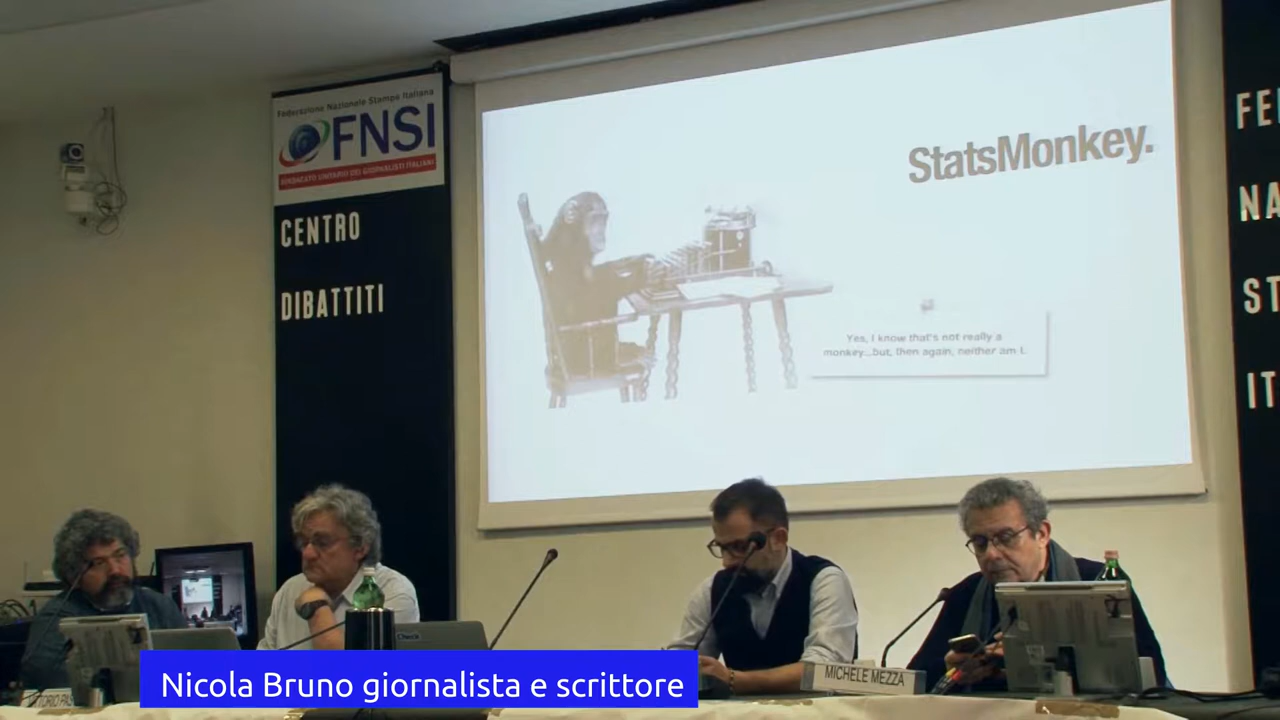 Federazione Nazionale Stampa Italiana
FNSI
SINDACATO UNITARIO DEI GIORNALISTI ITALIANI
CENTRO
DIBATTITI
StatsMonkey.
Yes, I know that's not really a
monkey...but, then again, neither am I.
FE
NA
ST
IT
Check
MICHELE MEZZA
Nicola Bruno giornalista e scrittore